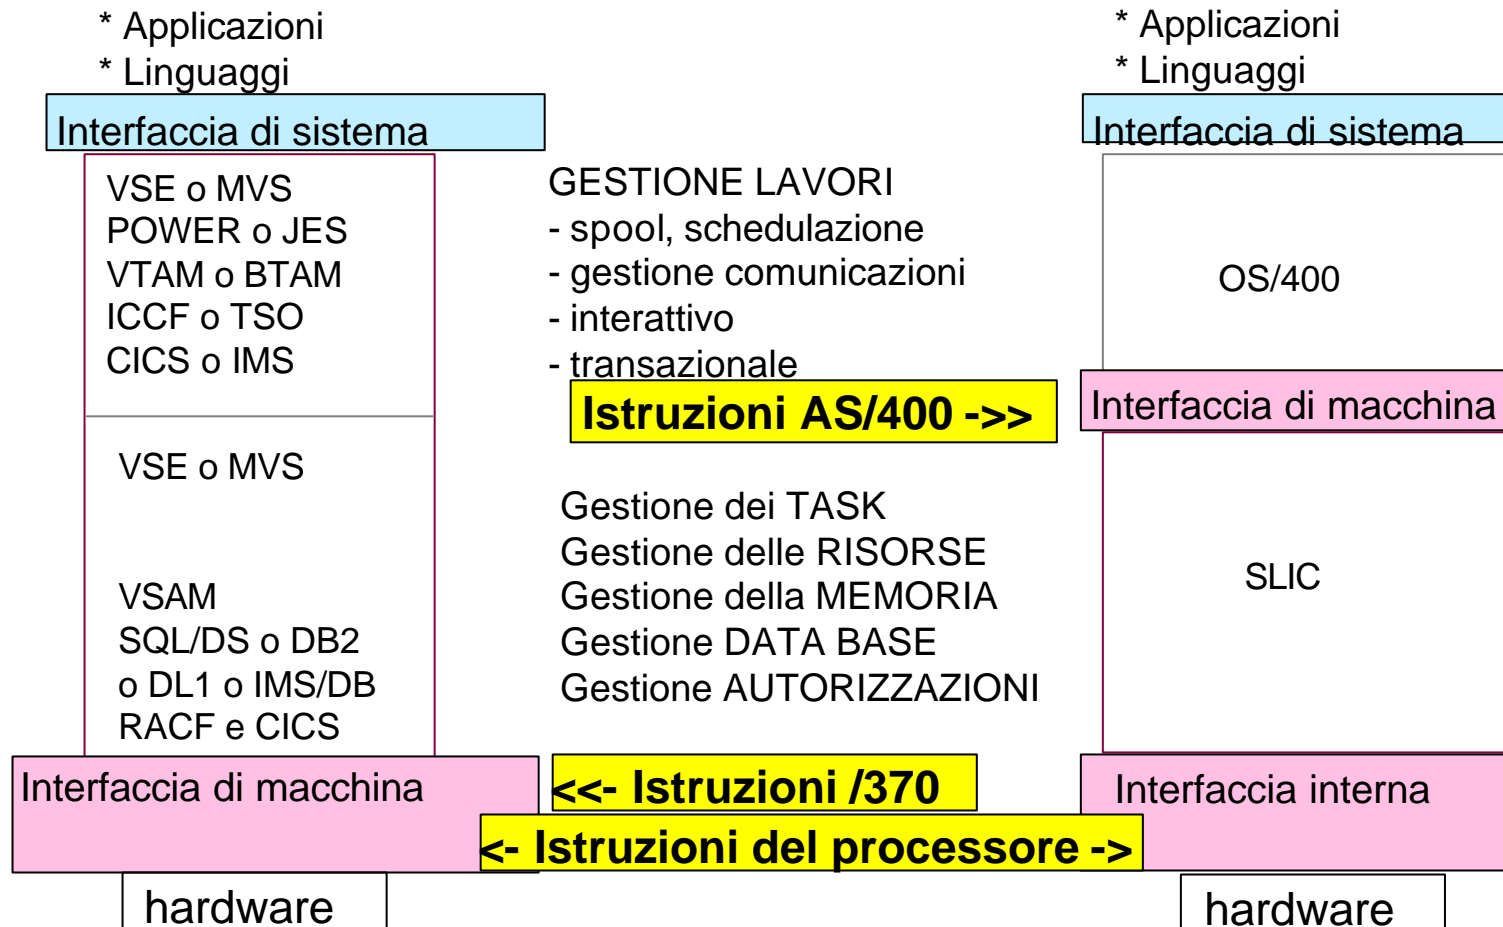 * Applicazioni
* Linguaggi
Interfaccia di sistema
VSE o MVS
POWER o JES
VTAM o BTAM
ICCF o TSO
CICS o IMS
VSE o MVS
VSAM
SQL/DS o DB2
o DL1 o IMS/DB
RACF e CICS
Interfaccia di macchina
hardware
GESTIONE LAVORI
- spool, schedulazione
- gestione comunicazioni
- interattivo
- transazionale
Istruzioni AS/400 ->>
Gestione dei TASK
Gestione delle RISORSE
Gestione della MEMORIA
Gestione DATA BASE
Gestione AUTORIZZAZIONI
<<- Istruzioni /370
<- Istruzioni del processore ->
* Applicazioni
* Linguaggi
Interfaccia di sistema
OS/400
Interfaccia di macchina
SLIC
Interfaccia interna
hardware